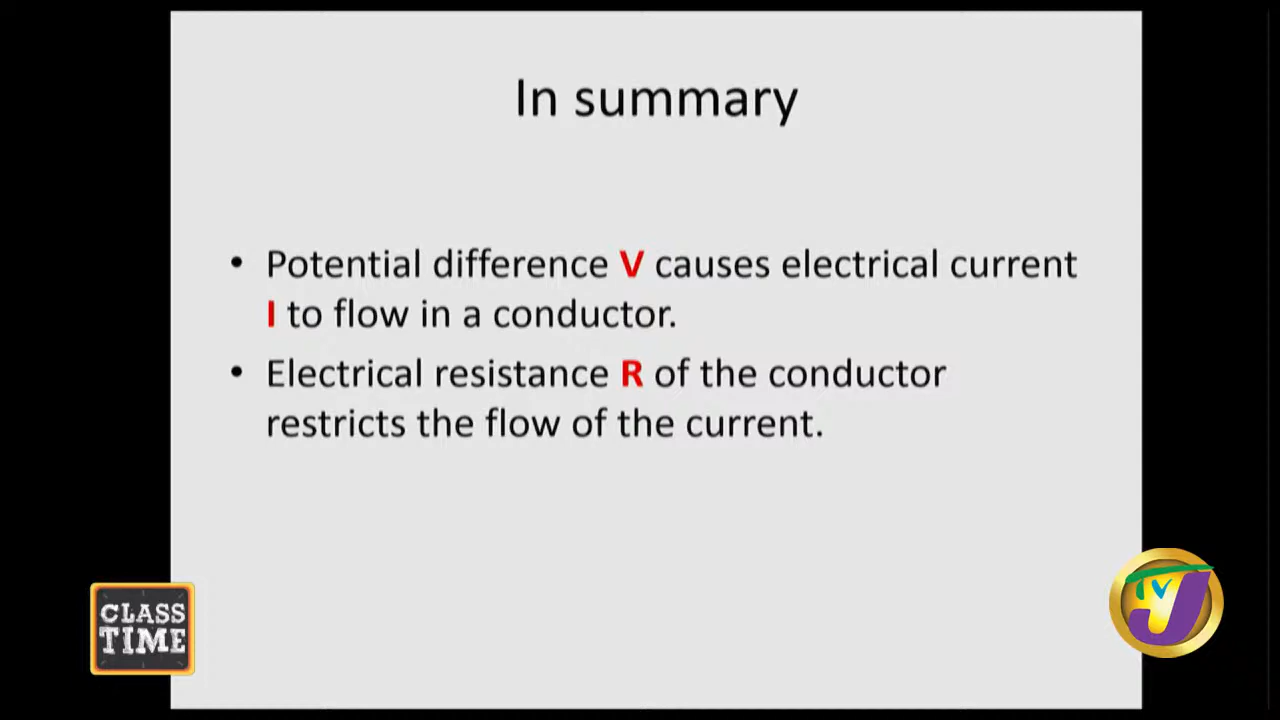 In summary
• Potential difference V causes electrical current
I to flow in a conductor.
• Electrical resistance R of the conductor
restricts the flow of the current.
CLASS
TIME
TVJ